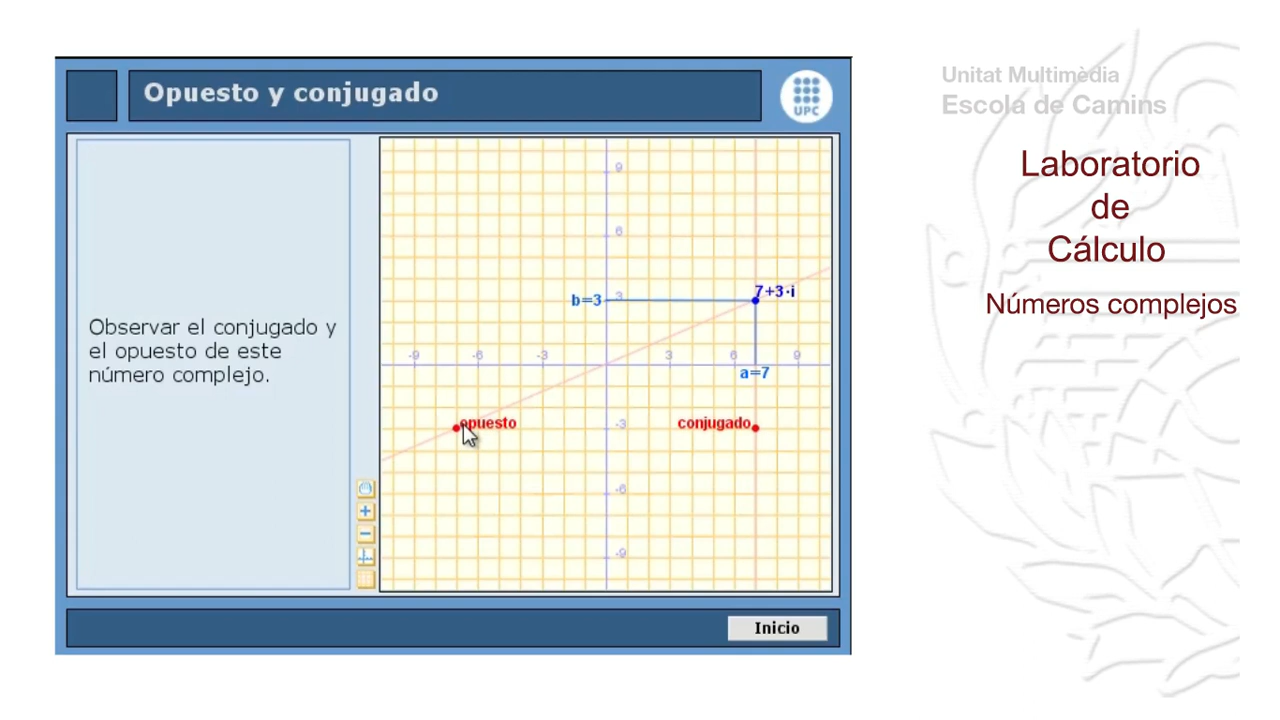 Opuesto y conjugado
UPC
Unitat Multimèdia
Escola de Camins
Laboratorio
de
Cálculo
Números complejos
Observar el conjugado y
el opuesto de este
número complejo.
9
6
b=3
3
7+3·i
-9
-6
-3
3
6
9
a=7
opuesto
-3
conjugado
-6
-9
Inicio